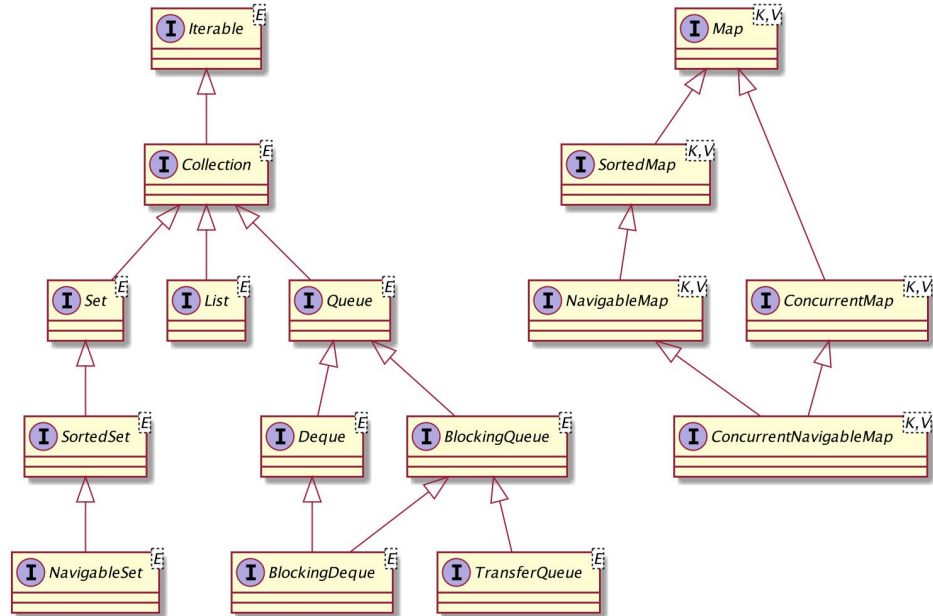 I Iterable E
I Map K,V
I Collection E
I SortedMap K,V
I Set E
I List E
I Queue E
I NavigableMap K,V
I ConcurrentMap K,V
I SortedSet E
I Deque E
I BlockingQueue E
I ConcurrentNavigableMap K,V
I NavigableSet E
I BlockingDeque E
I TransferQueue E